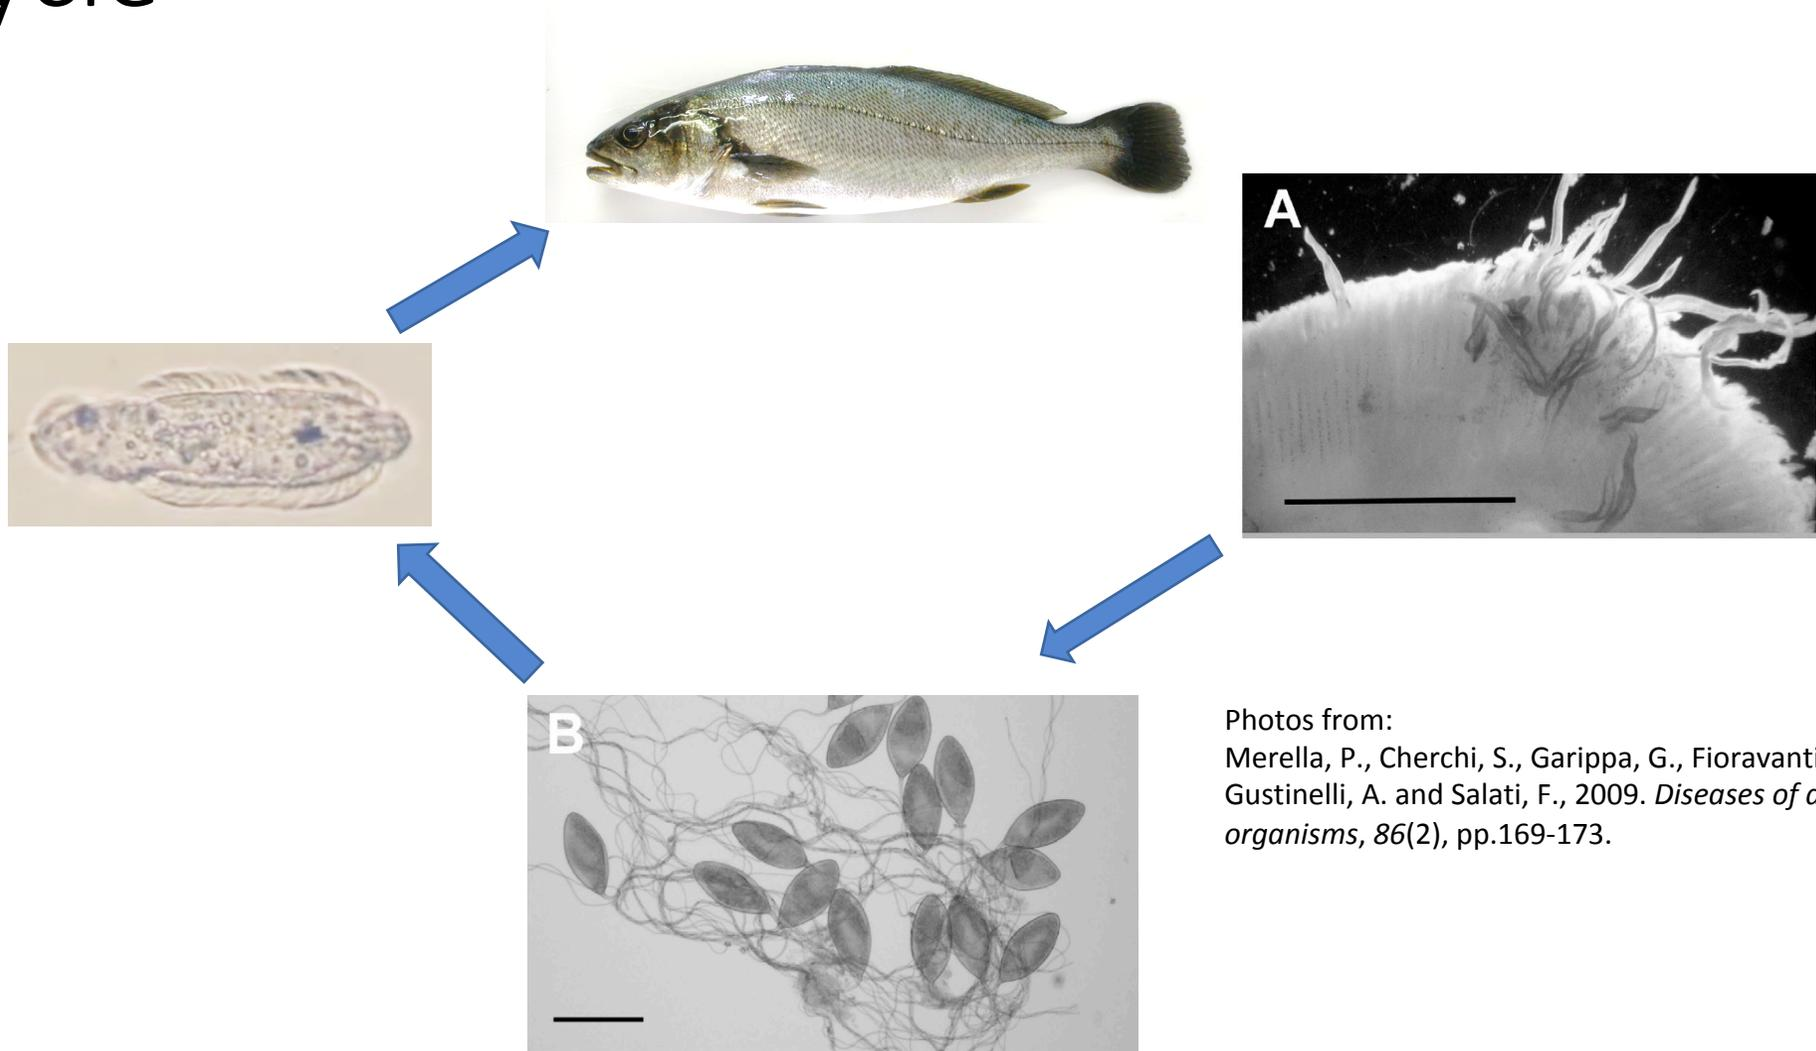 A
B
Photos from:
Merella, P., Cherchi, S., Garippa, G., Fioravanti
Gustinelli, A. and Salati, F., 2009. Diseases of
organisms, 86(2), pp.169-173.